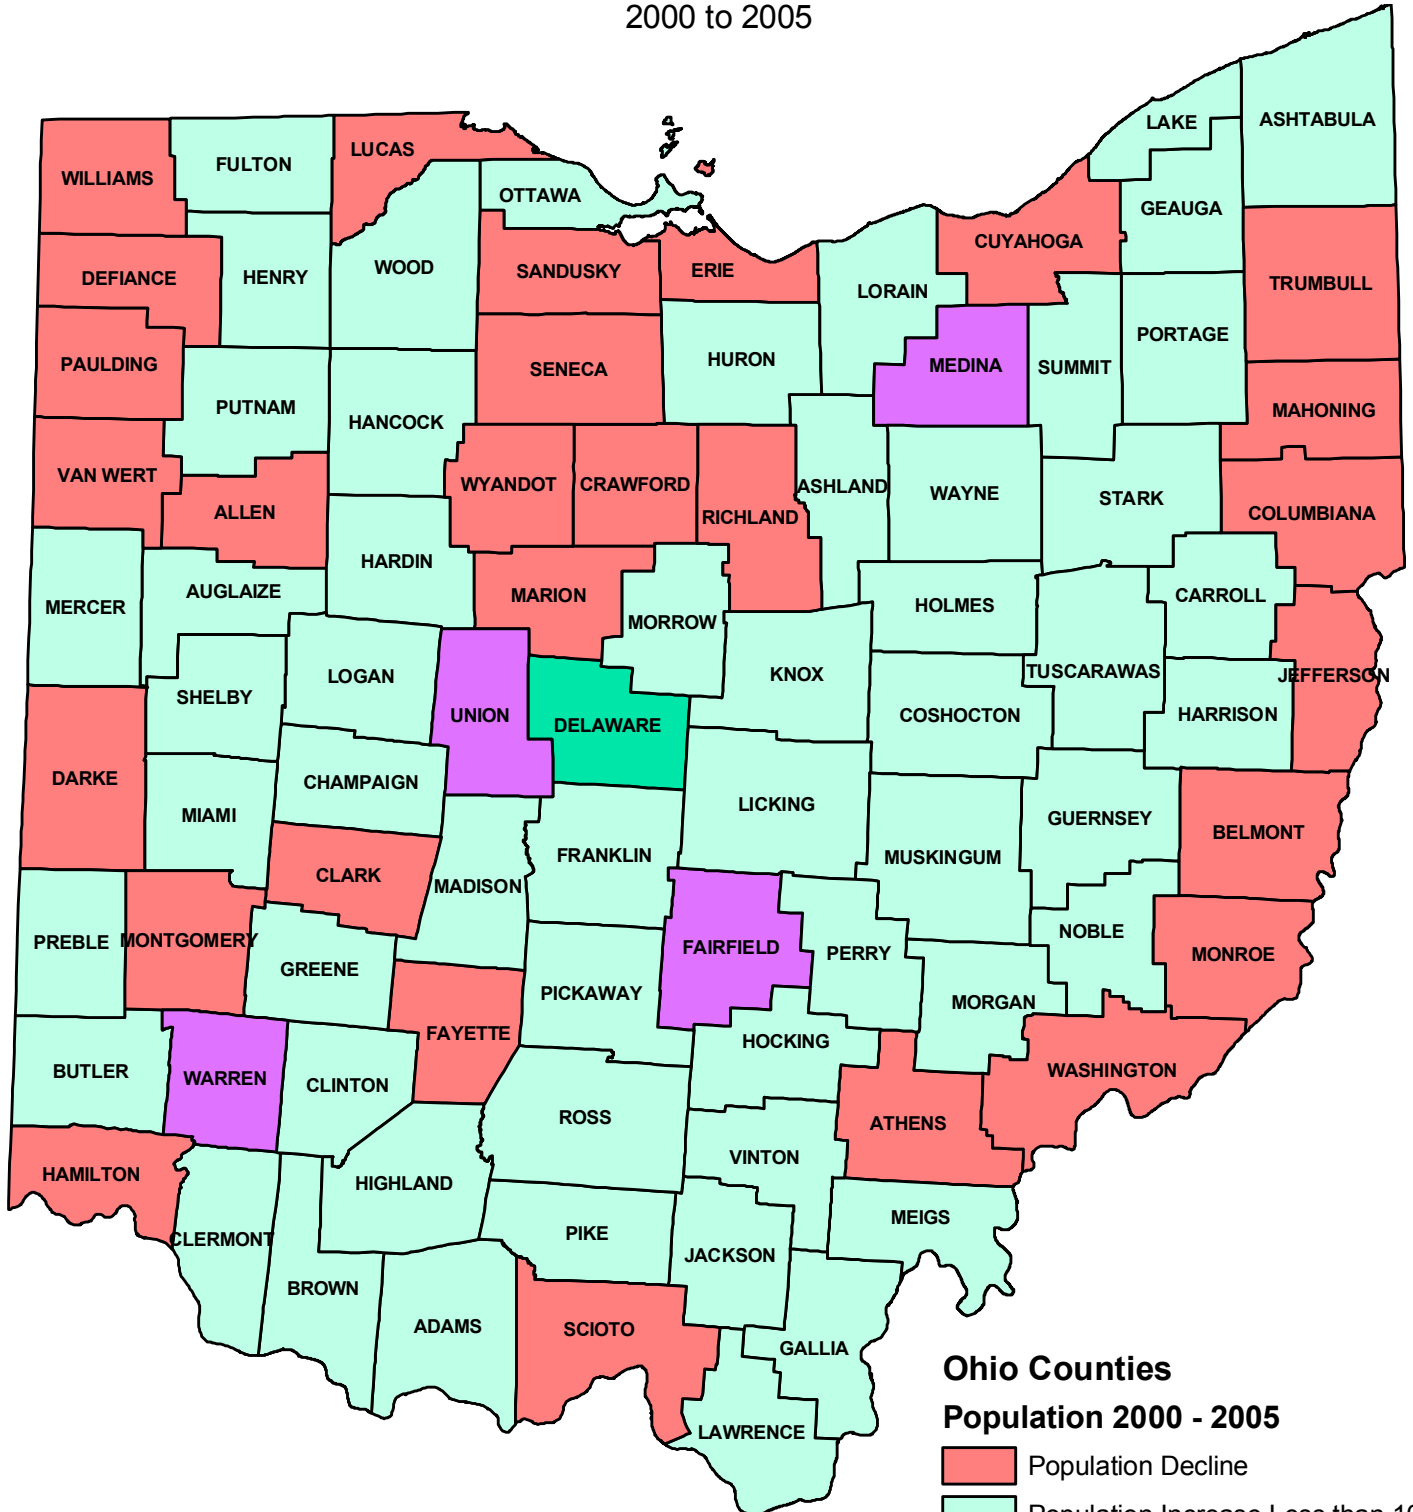 2000 to 2005
LAKE
ASHTABULA
LUCAS
FULTON
WILLIAMS
OTTAWA
GEAUGA
CUYAHOGA
WOOD
SANDUSKY
ERIE
DEFIANCE
HENRY
TRUMBULL
LORAIN
PORTAGE
HURON
PAULDING
MEDINA
SUMMIT
SENECA
PUTNAM
MAHONING
HANCOCK
VAN WERT
WYANDOT
CRAWFORD
ASHLAND
WAYNE
STARK
ALLEN
RICHLAND
COLUMBIANA
HARDIN
AUGLAIZE
MARION
CARROLL
MERCER
HOLMES
MORROW
LOGAN
KNOX
TUSCARAWAS
JEFFERSON
SHELBY
UNION
COSHOCTON
HARRISON
DELAWARE
DARKE
CHAMPAIGN
LICKING
MIAMI
GUERNSEY
BELMONT
FRANKLIN
MUSKINGUM
CLARK
MADISON
NOBLE
PREBLE
MONTGOMERY
FAIRFIELD
PERRY
MONROE
GREENE
PICKAWAY
MORGAN
FAYETTE
HOCKING
BUTLER
WARREN
CLINTON
WASHINGTON
ROSS
ATHENS
VINTON
HAMILTON
HIGHLAND
MEIGS
CLERMONT
PIKE
JACKSON
BROWN
ADAMS
SCIOTO
GALLIA
Ohio Counties
Population 2000 - 2005
LAWRENCE
Population Decline
Population Increase Less than